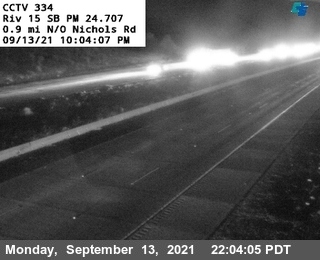 CCTV 334
Riv 15 SB PM 24.707
0.9 mi N/O Nichols Rd
09/13/21 10:04:07 PM
Monday, September 13, 2021 22:04:05 PDT